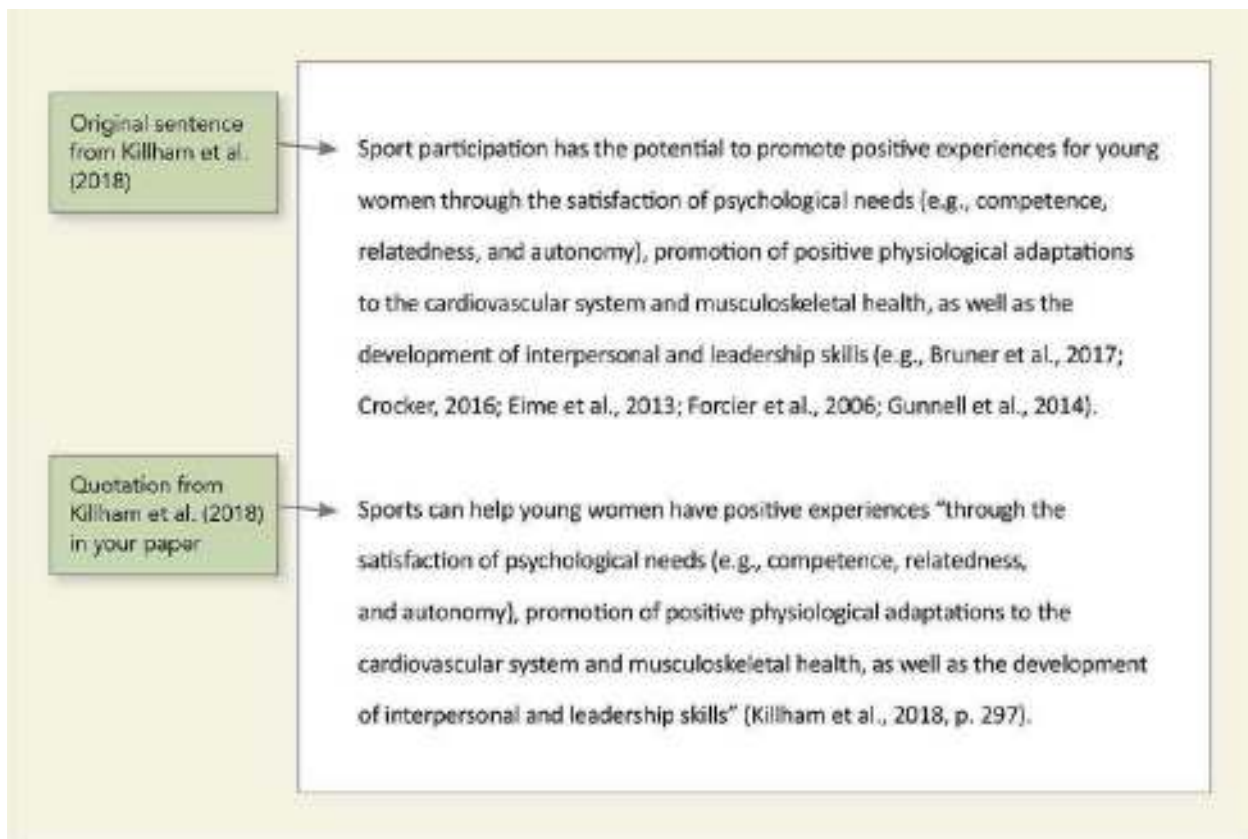 Original sentence
from Killham et al.
(2018)
Sport participation has the potential to promote positive experiences for young
women through the satisfaction of psychological needs (e.g., competence,
relatedness, and autonomy), promotion of positive physiological adaptations
to the cardiovascular system and musculoskeletal health, as well as the
development of interpersonal and leadership skills (e.g., Bruner et al., 2017;
Crocker, 2016; Eime et al., 2013; Forcier et al., 2006; Gunnell et al., 2014).
Quotation from
Killham et al. (2018)
in your paper
Sports can help young women have positive experiences “through the
satisfaction of psychological needs (e.g., competence, relatedness,
and autonomy), promotion of positive physiological adaptations to the
cardiovascular system and musculoskeletal health, as well as the development
of interpersonal and leadership skills” (Killham et al., 2018, p. 297).